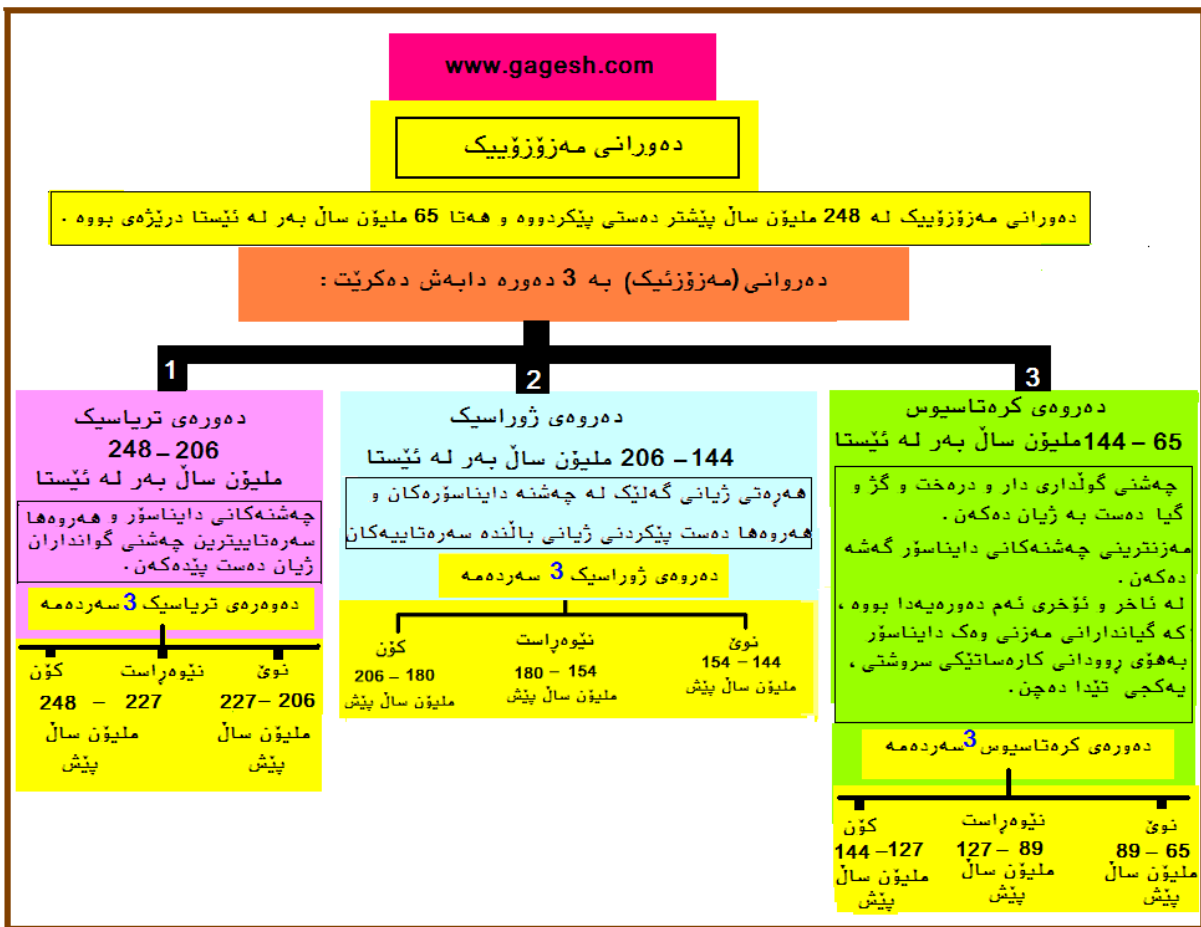 www.gagesh.com
دەورانی مەزۆزۆییک
دەورانی مەزۆزۆییک لە 248 ملیۆن ساڵ پێشتر دەستی پێکردووە و هەتا 65 ملیۆن ساڵ بەر لە ئێستا درێژەی بووە .
دەروانی (مەزۆزئیک) بە 3 دەورە دابەش دەکرێت :
1
دەورەی تریاسیک
248 – 206
ملیۆن ساڵ بەر لە ئێستا
چەشنەکانی دایناسۆر و هەروەها
سەرەتاییترین چەشنی گوانداران
ژیان دەست پێدەکەن.
دەوەرەی تریاسیک 3 سەردەمە
کۆن
248 – 227
ملیۆن ساڵ
پێش
نێوەڕاست
نوێ
227 – 206
ملیۆن ساڵ
پێش
2
دەروەی ژوراسیک
206 – 144 ملیۆن ساڵ بەر لە ئێستا
هەڕەتی ژیانی گەلێک لە چەشنە دایناسۆرەکان و
هەروەها دەست پێکردنی ژیانی باڵندە سەرەتاییەکان
دەروەی ژوراسیک 3 سەردەمە
کۆن
206 – 180
ملیۆن ساڵ پێش
نێوەڕاست
180 – 154
ملیۆن ساڵ پێش
نوێ
154 – 144
ملیۆن ساڵ پێش
3
دەروەی کرەتاسیوس
144 – 65 ملیۆن ساڵ بەر لە ئێستا
چەشنی گوڵداری دار و درەخت و گژ و
گیا دەست بە ژیان دەکەن.
مەزنترینی چەشنەکانی دایناسۆر گەشە
دەکەن.
لە ئاخر و ئۆخری ئەم دەورەیەدا بووە ،
کە گیاندارانی مەزنی وەک دایناسۆر
بەهۆی ڕوودانی کارەساتێکی سروشتی ،
یەکجی تێدا دەچن.
دەورەی کرەتاسیوس 3 سەردەمە
کۆن
144 – 127
ملیۆن ساڵ
پێش
نێوەڕاست
127 – 89
ملیۆن ساڵ
پێش
نوێ
89 – 65
ملیۆن ساڵ
پێش